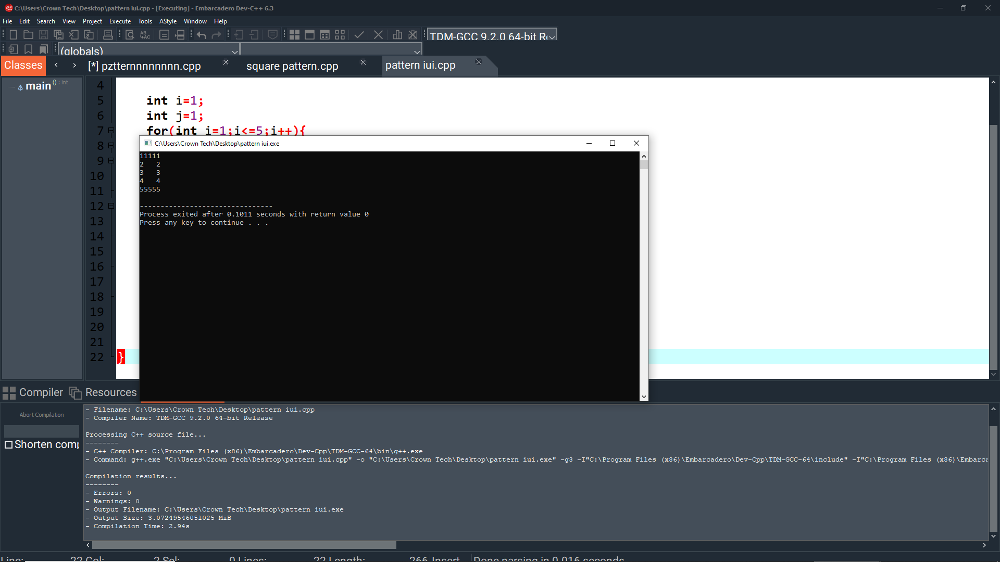 C:\Users\Crown Tech\Desktop\pattern iui.cpp - [Executing] - Embarcadero Dev-C++ 6.3
File Edit Search View Project Execute Tools AStyle Window Help
TDM-GCC 9.2.0 64-bit Re
(globals)
Classes [*] pztternnnnnnnn.cpp square pattern.cpp pattern iui.cpp
main() : int
4
5 int i=1;
6 int j=1;
7 for(int i=1;i<=5;i++){
8
9
10
11
12
13
14
15
16
17
18
19
20
21
22 }
C:\Users\Crown Tech\Desktop\pattern iui.exe
11111
2   2
3   3
4   4
55555
--------------------------------
Process exited after 0.1011 seconds with return value 0
Press any key to continue . . .
Compiler Resources
Abort Compilation
Shorten comp
- Filename: C:\Users\Crown Tech\Desktop\pattern iui.cpp
- Compiler Name: TDM-GCC 9.2.0 64-bit Release
Processing C++ source file...
--------
- C++ Compiler: C:\Program Files (x86)\Embarcadero\Dev-Cpp\TDM-GCC-64\bin\g++.exe
- Command: g++.exe "C:\Users\Crown Tech\Desktop\pattern iui.cpp" -o "C:\Users\Crown Tech\Desktop\pattern iui.exe" -g3 -I"C:\Program Files (x86)\Embarcadero\Dev-Cpp\TDM-GCC-64\include" -I"C:\Program Files (x86)\Embarca
Compilation results...
--------
- Errors: 0
- Warnings: 0
- Output Filename: C:\Users\Crown Tech\Desktop\pattern iui.exe
- Output Size: 3.07249546051025 MiB
- Compilation Time: 2.94s
Line: 22 Col: 2 Sel: 0 Lines: 22 Length: 266 Insert Done parsing in 0.016 seconds